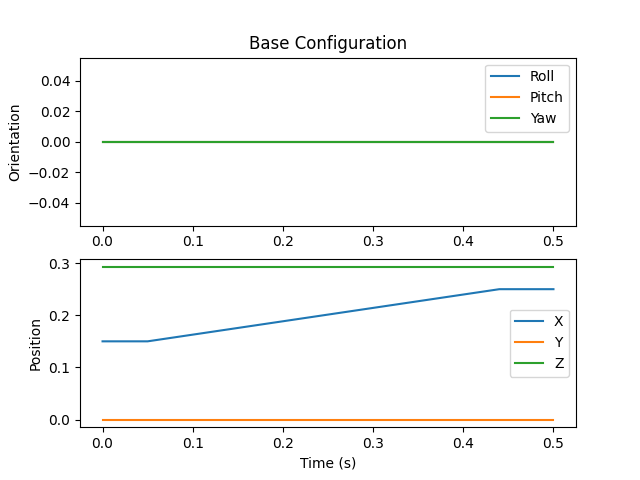 Base Configuration
Orientation
0.04
0.02
0.00
−0.02
−0.04
Roll
Pitch
Yaw
0.0 0.1 0.2 0.3 0.4 0.5
Position
0.3
0.2
0.1
0.0
X
Y
Z
0.0 0.1 0.2 0.3 0.4 0.5
Time (s)